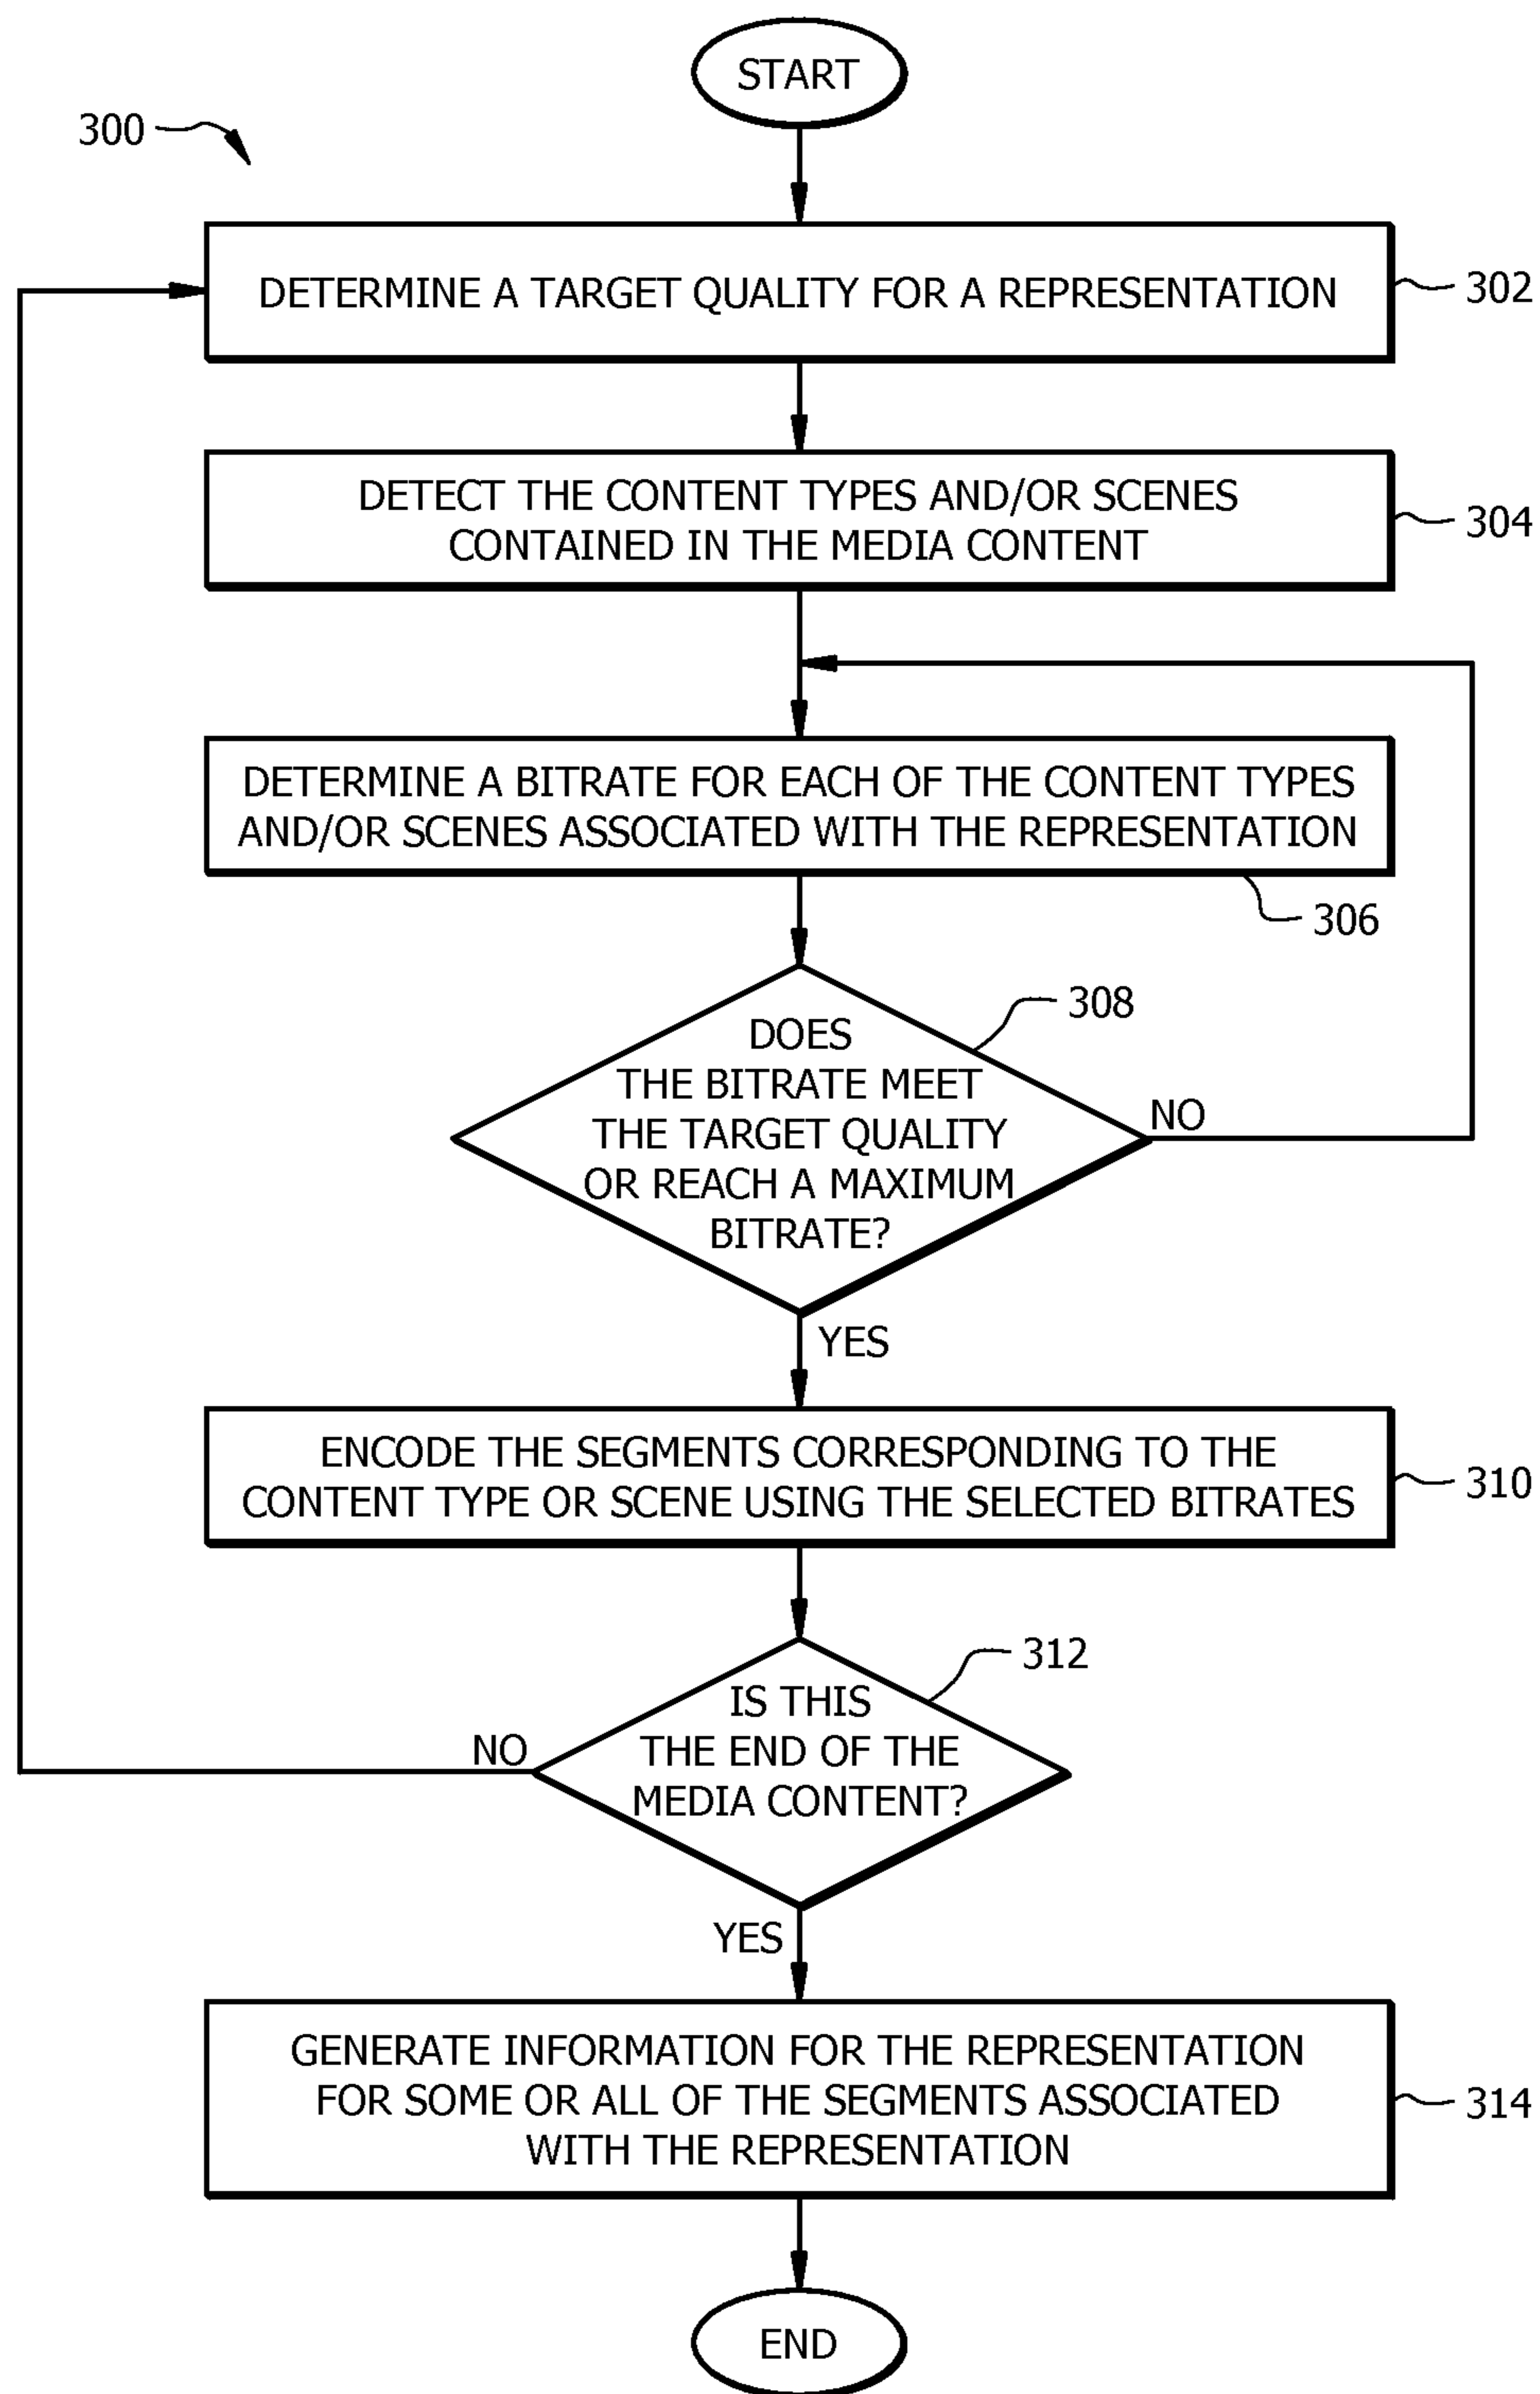 START
300
DETERMINE A TARGET QUALITY FOR A REPRESENTATION
302
DETECT THE CONTENT TYPES AND/OR SCENES
CONTAINED IN THE MEDIA CONTENT
304
DETERMINE A BITRATE FOR EACH OF THE CONTENT TYPES
AND/OR SCENES ASSOCIATED WITH THE REPRESENTATION
306
308
DOES
THE BITRATE MEET
THE TARGET QUALITY
OR REACH A MAXIMUM
BITRATE?
NO
YES
ENCODE THE SEGMENTS CORRESPONDING TO THE
CONTENT TYPE OR SCENE USING THE SELECTED BITRATES
310
312
IS THIS
THE END OF THE
MEDIA CONTENT?
NO
YES
GENERATE INFORMATION FOR THE REPRESENTATION
FOR SOME OR ALL OF THE SEGMENTS ASSOCIATED
WITH THE REPRESENTATION
314
END